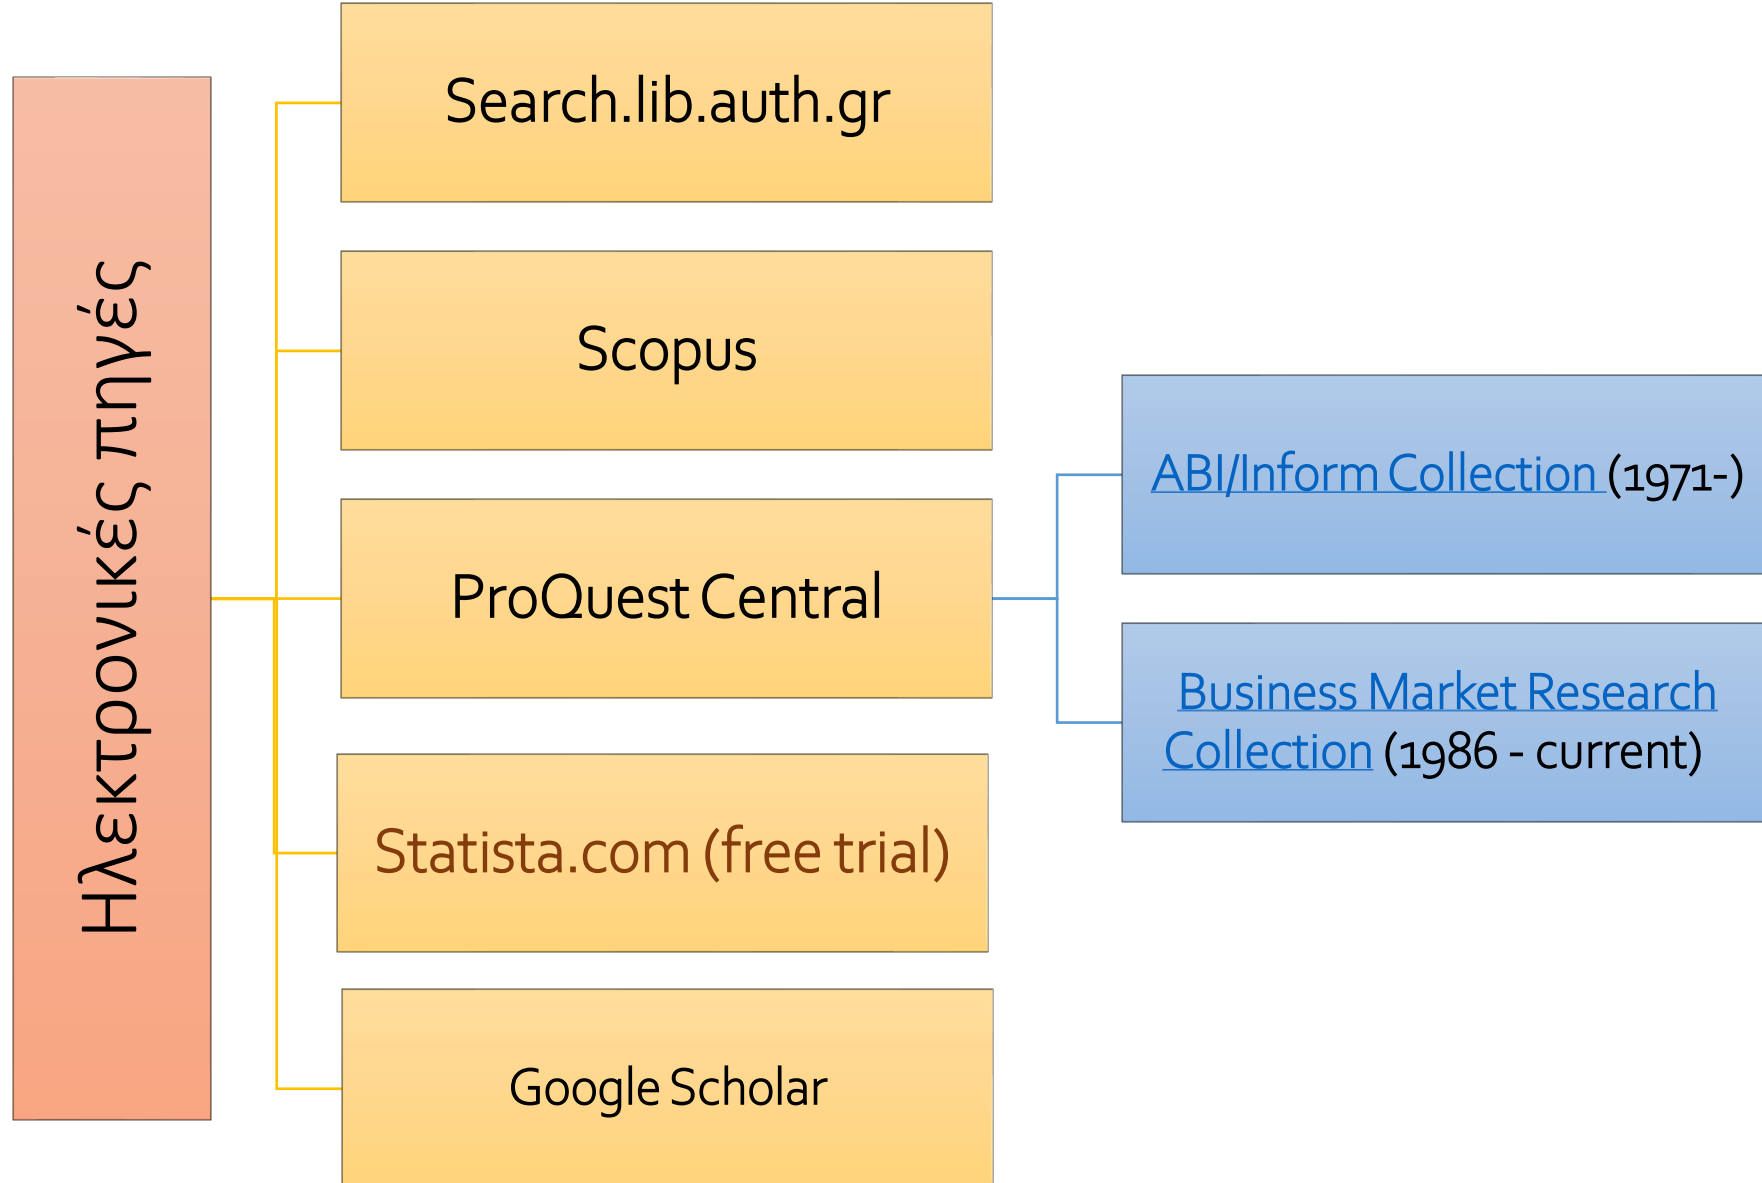 Ηλεκτρονικές πηγές
Search.lib.auth.gr
Scopus
ProQuest Central
ABI/Inform Collection (1971-)
Business Market Research
Collection (1986 - current)
Statista.com (free trial)
Google Scholar